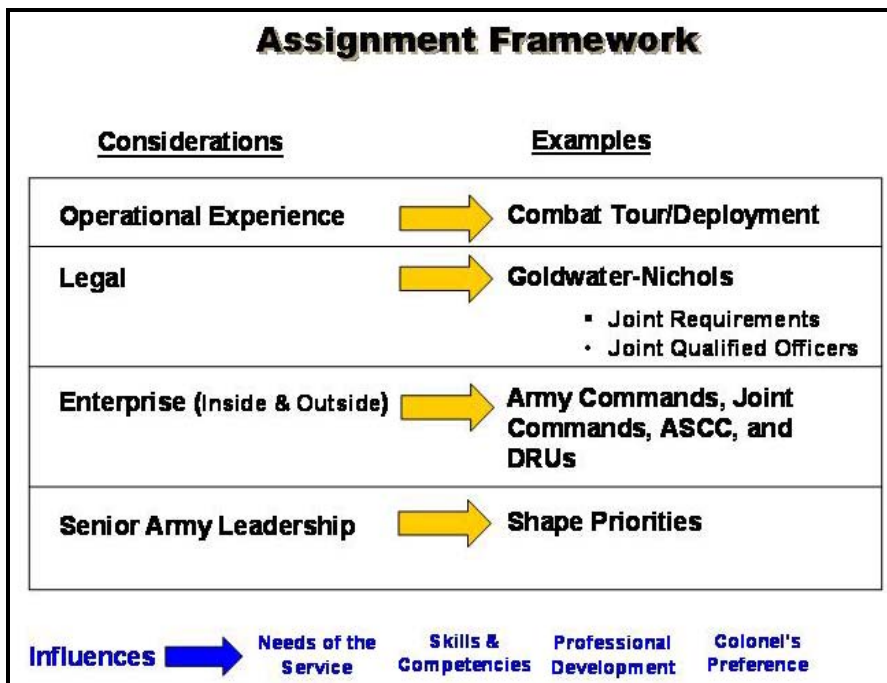 Assignment Framework
Considerations Examples
Operational Experience Combat Tour/Deployment
Legal Goldwater-Nichols
▪ Joint Requirements
• Joint Qualified Officers
Enterprise (Inside & Outside) Army Commands, Joint
Commands, ASCC, and
DRUs
Senior Army Leadership Shape Priorities
Influences
Needs of the
Service
Skills &
Competencies
Professional
Development
Colonel's
Preference